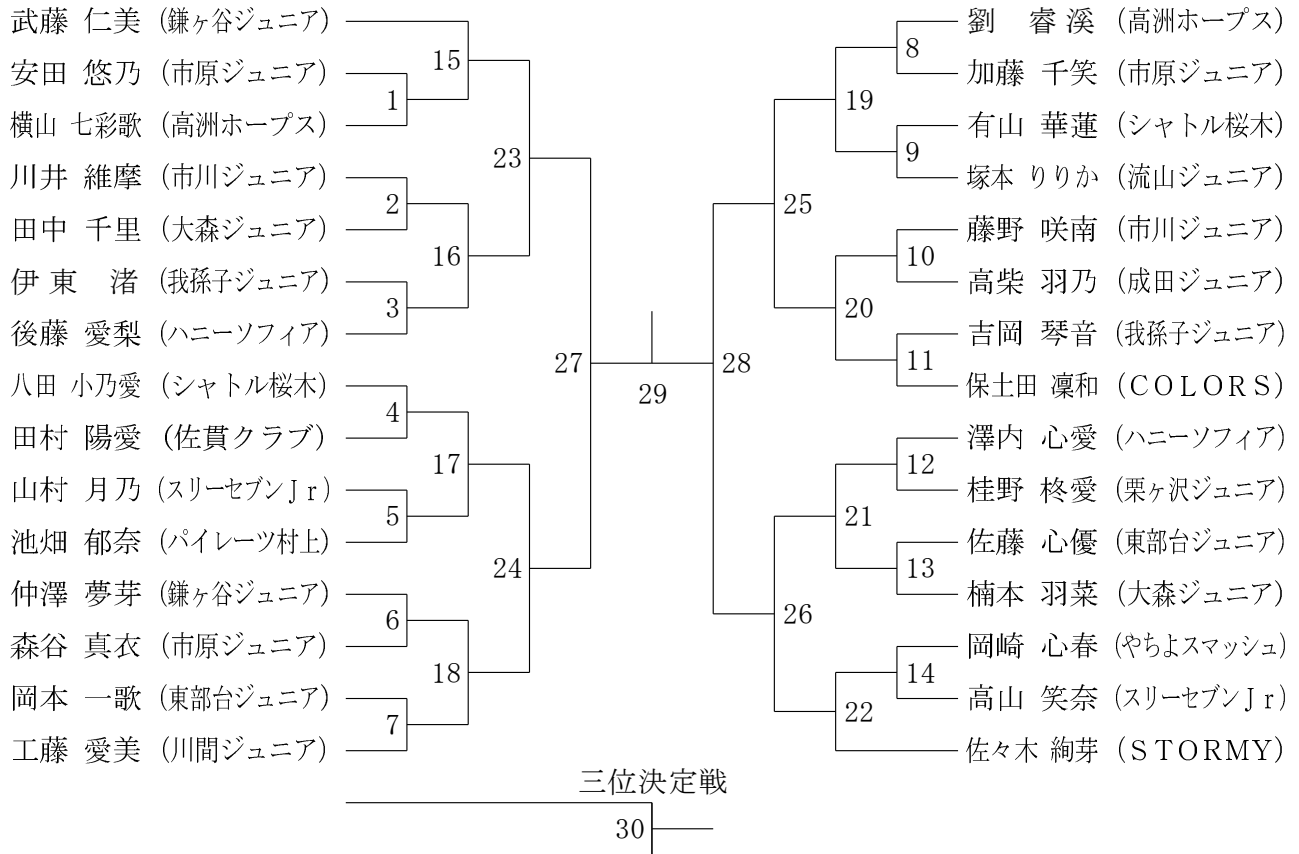 武藤 仁美 (鎌ヶ谷ジュニア)
安田 悠乃 (市原ジュニア)
横山 七彩歌 (高洲ホープス)
川井 維摩 (市川ジュニア)
田中 千里 (大森ジュニア)
伊東 渚 (我孫子ジュニア)
後藤 愛梨 (ハニーソフィア)
八田 小乃愛 (シャトル桜木)
田村 陽愛 (佐貫クラブ)
山村 月乃 (スリーセブンJr)
池畑 郁奈 (パイレーツ村上)
仲澤 夢芽 (鎌ヶ谷ジュニア)
森谷 真衣 (市原ジュニア)
岡本 一歌 (東部台ジュニア)
工藤 愛美 (川間ジュニア)
1
2
3
4
5
6
7
15
16
17
18
23
24
27
29
28
25
26
19
20
21
22
8
9
10
11
12
13
14
劉 睿溪 (高洲ホープス)
加藤 千笑 (市原ジュニア)
有山 華蓮 (シャトル桜木)
塚本 りりか (流山ジュニア)
藤野 咲南 (市川ジュニア)
高柴 羽乃 (成田ジュニア)
吉岡 琴音 (我孫子ジュニア)
保土田 凜和 (COLORS)
澤内 心愛 (ハニーソフィア)
桂野 柊愛 (栗ヶ沢ジュニア)
佐藤 心優 (東部台ジュニア)
楠本 羽菜 (大森ジュニア)
岡崎 心春 (やちよスマッシュ)
高山 笑奈 (スリーセブンJr)
佐々木 絢芽 (STORMY)
三位決定戦
30